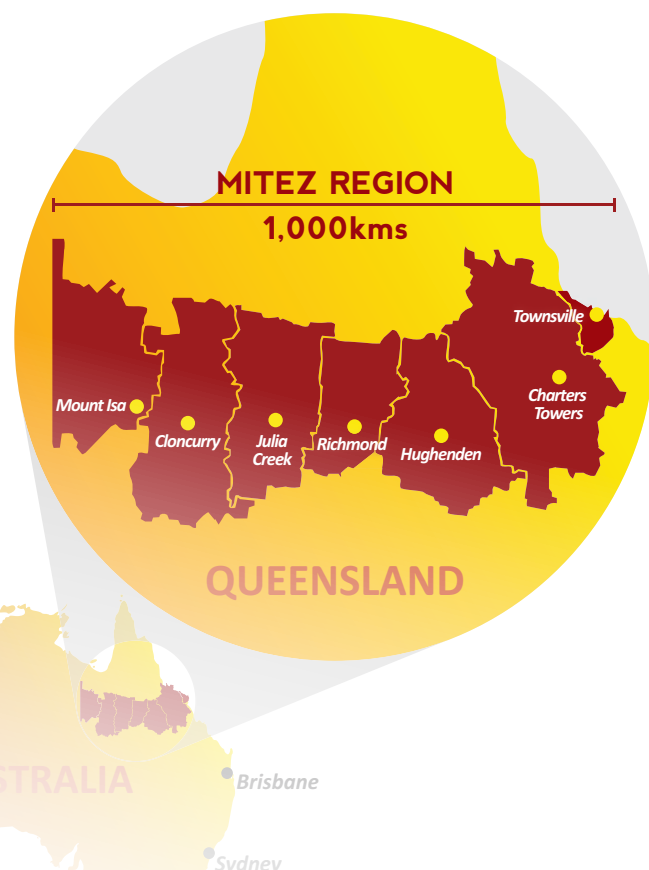 MITEZ REGION
1,000kms
Townsville
Charters
Towers
Mount Isa
Cloncurry
Julia
Creek
Richmond
Hughenden
QUEENSLAND
STRALIA
Brisbane
Sydney